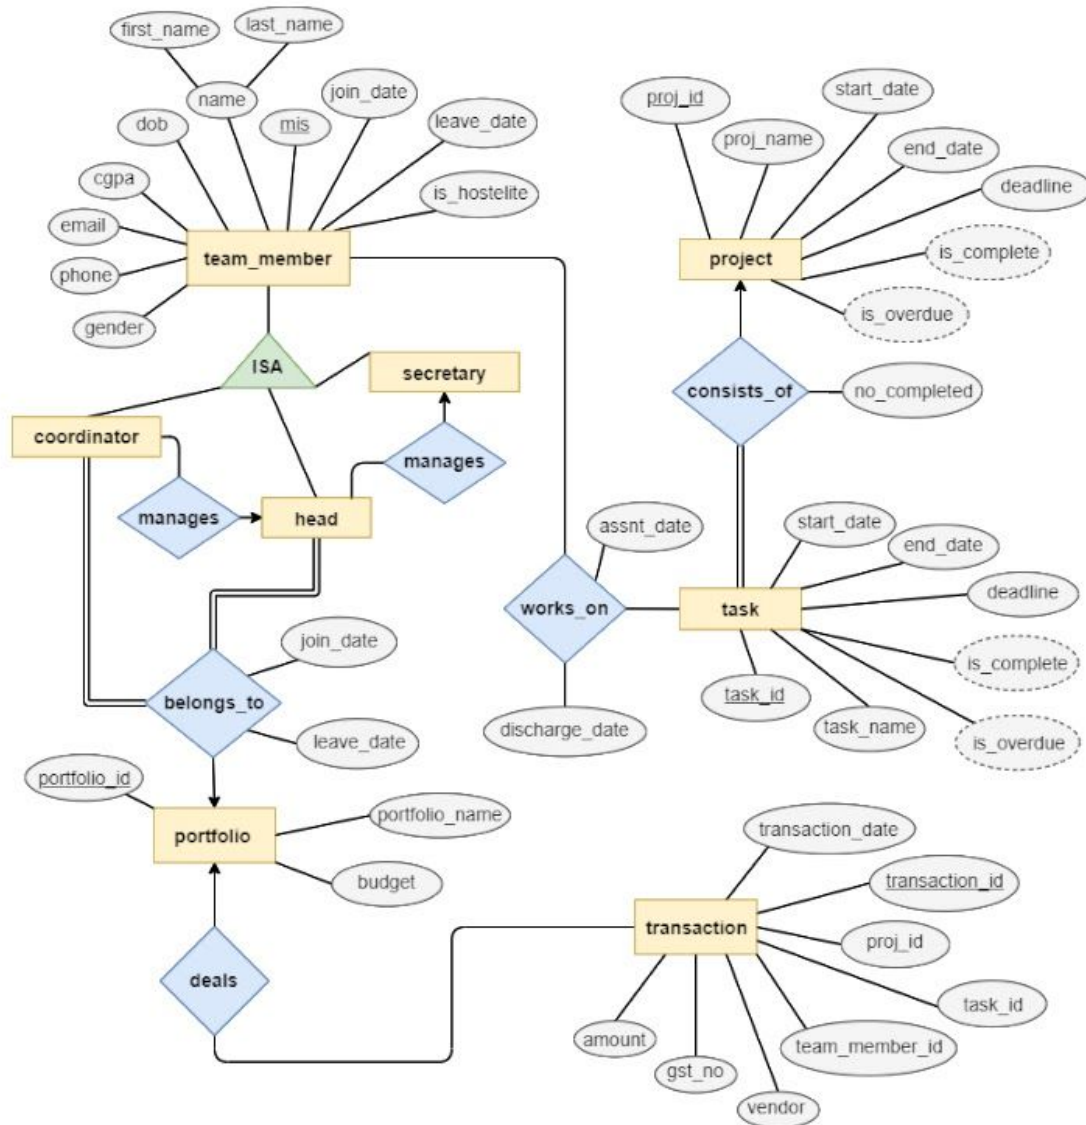 first_name
last_name
name
join_date
dob
mis
leave_date
cgpa
is_hostelite
email
team_member
phone
gender
proj_id
start_date
proj_name
end_date
deadline
project
is_complete
is_overdue
ISA
secretary
consists_of
no_completed
coordinator
manages
manages
head
assnt_date
start_date
end_date
works_on
task
deadline
is_complete
task_id
task_name
is_overdue
discharge_date
join_date
belongs_to
leave_date
portfolio_id
portfolio_name
portfolio
budget
transaction_date
transaction_id
transaction
proj_id
deals
task_id
amount
team_member_id
gst_no
vendor